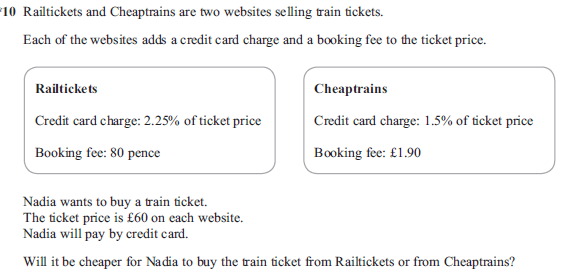 *10 Railtickets and Cheaptrains are two websites selling train tickets.
Each of the websites adds a credit card charge and a booking fee to the ticket price.
Railtickets
Credit card charge: 2.25% of ticket price
Booking fee: 80 pence
Cheaptrains
Credit card charge: 1.5% of ticket price
Booking fee: £1.90
Nadia wants to buy a train ticket.
The ticket price is £60 on each website.
Nadia will pay by credit card.
Will it be cheaper for Nadia to buy the train ticket from Railtickets or from Cheaptrains?